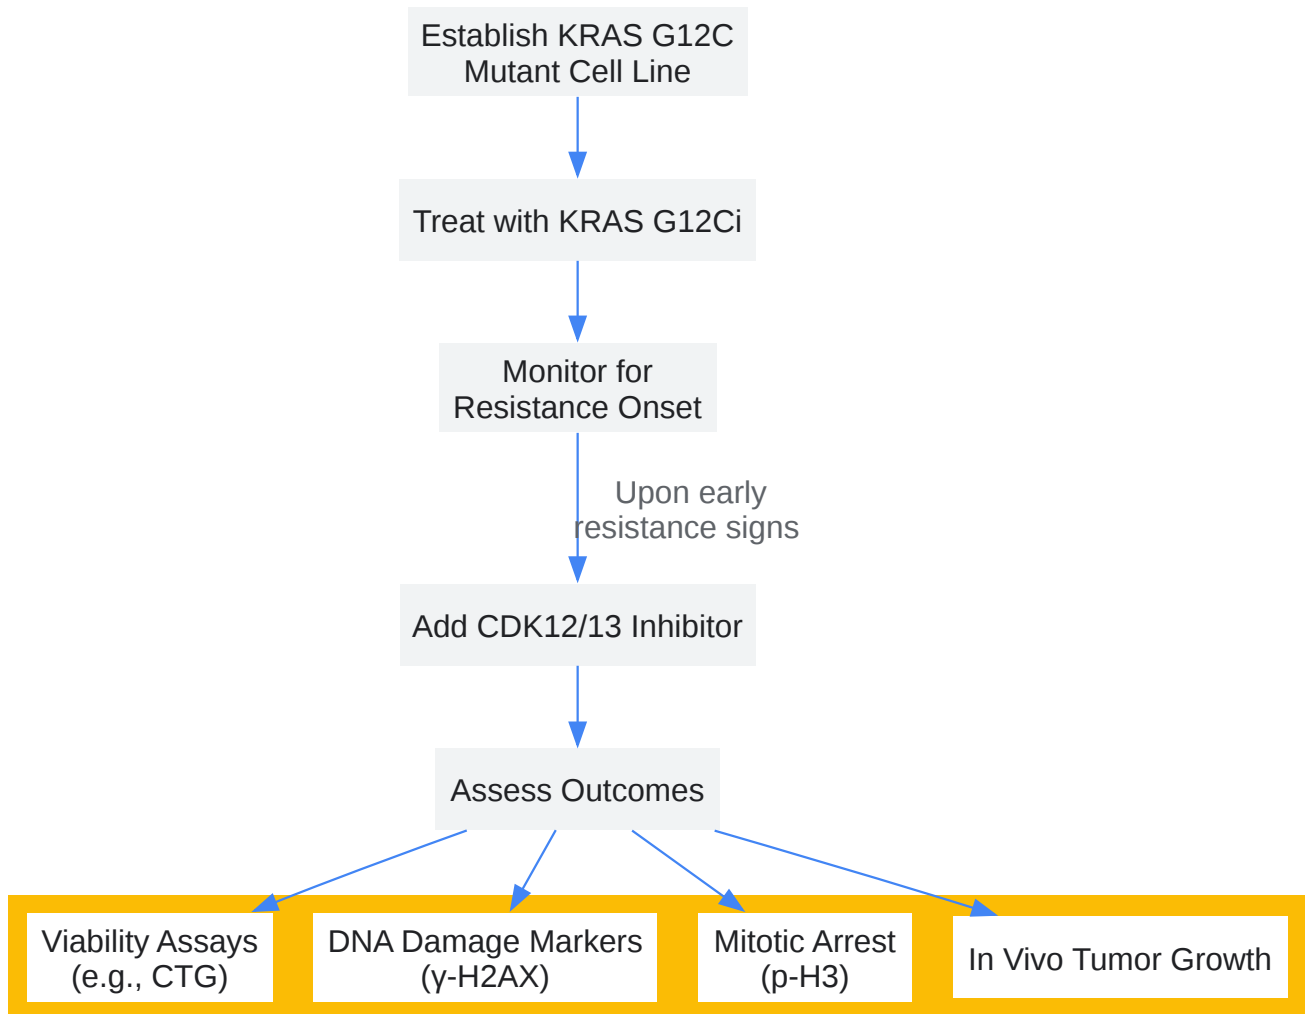 Establish KRAS G12C
Mutant Cell Line
Treat with KRAS G12Ci
Monitor for
Resistance Onset
Upon early
resistance signs
Add CDK12/13 Inhibitor
Assess Outcomes
Viability Assays
(e.g., CTG)
DNA Damage Markers
(γ-H2AX)
Mitotic Arrest
(p-H3)
In Vivo Tumor Growth